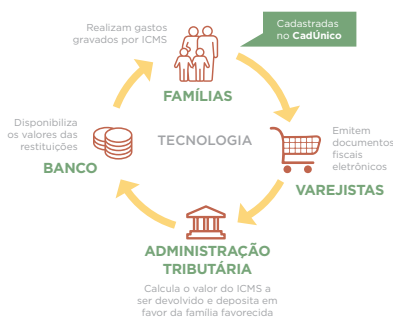 Realizam gastos
gravados por ICMS
Cadastradas
no CadÚnico
FAMÍLIAS
Disponibiliza
os valores das
restituições
BANCO
TECNOLOGIA
Emitem
documentos
fiscais
eletrônicos
VAREJISTAS
ADMINISTRAÇÃO
TRIBUTÁRIA
Calcula o valor do ICMS a
ser devolvido e deposita em
favor da família favorecida